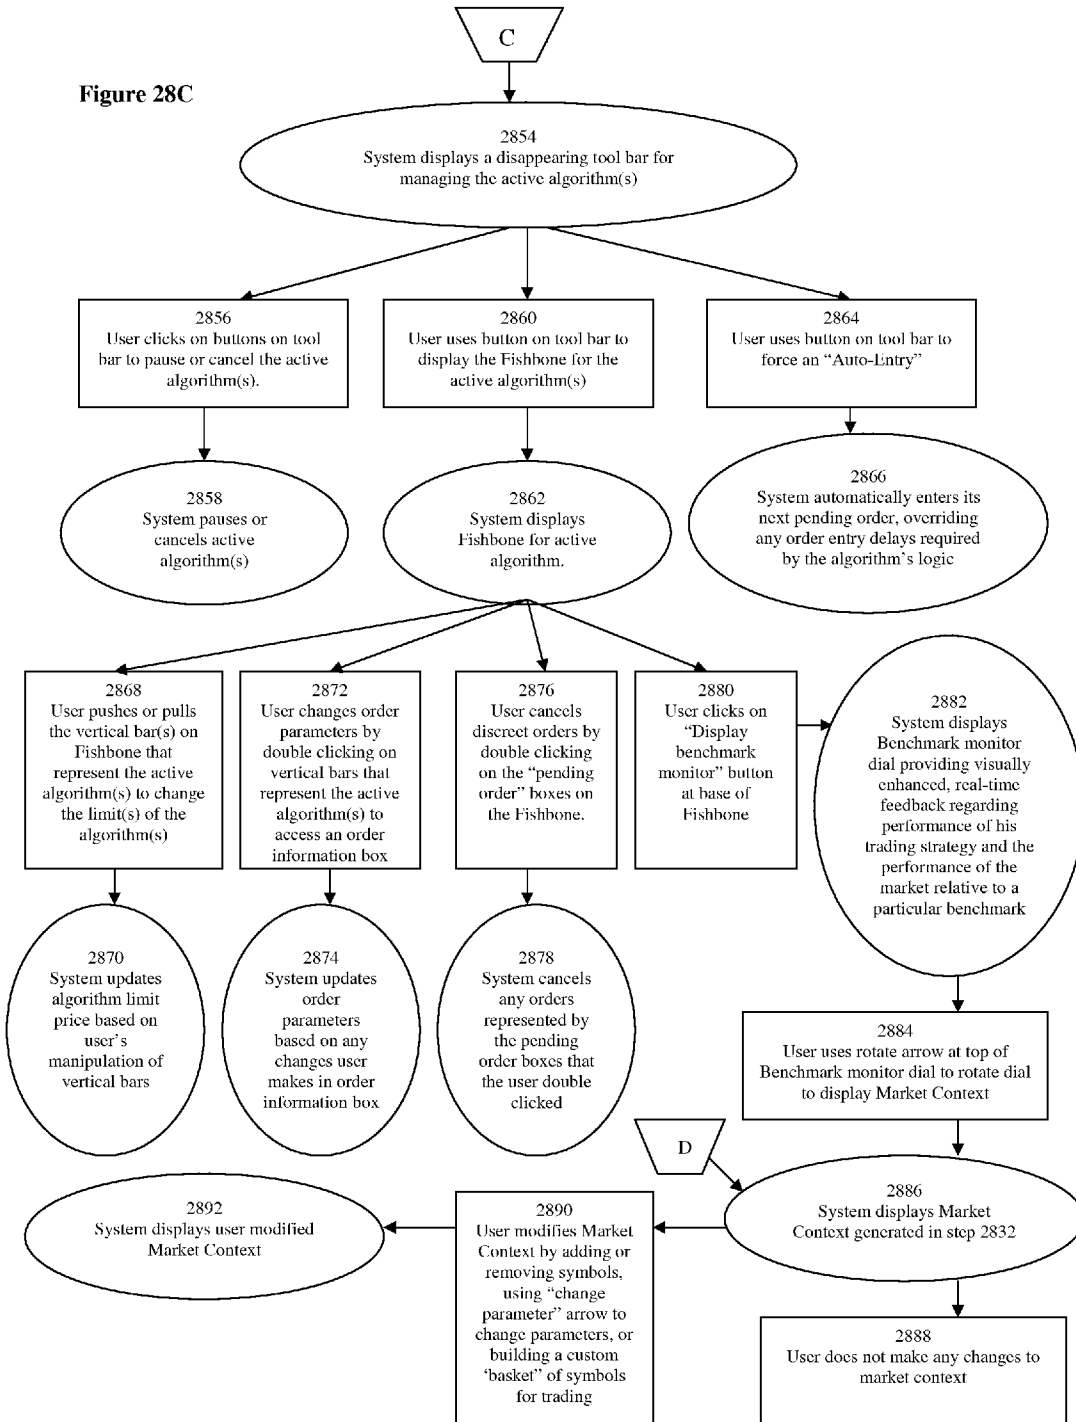 C
Figure 28C
2854
System displays a disappearing tool bar for
managing the active algorithm(s)
2856
User clicks on buttons on tool
bar to pause or cancel the active
algorithm(s).
2860
User uses button on tool bar to
display the Fishbone for the
active algorithm(s)
2864
User uses button on tool bar to
force an “Auto-Entry”
2858
System pauses or
cancels active
algorithm(s)
2862
System displays
Fishbone for active
algorithm.
2866
System automatically enters its
next pending order, overriding
any order entry delays required
by the algorithm’s logic
2868
User pushes or pulls
the vertical bar(s) on
Fishbone that
represent the active
algorithm(s) to change
the limit(s) of the
algorithm(s)
2872
User changes order
parameters by
double clicking on
vertical bars that
represent the active
algorithm(s) to
access an order
information box
2876
User cancels
discreet orders by
double clicking
on the “pending
order” boxes on
the Fishbone.
2880
User clicks on
“Display
benchmark
monitor” button
at base of
Fishbone
2882
System displays
Benchmark monitor
dial providing visually
enhanced, real-time
feedback regarding
performance of his
trading strategy and the
performance of the
market relative to a
particular benchmark
2870
System updates
algorithm limit
price based on
user’s
manipulation of
vertical bars
2874
System updates
order
parameters
based on any
changes user
makes in order
information box
2878
System cancels
any orders
represented by
the pending
order boxes that
the user double
clicked
2884
User uses rotate arrow at top of
Benchmark monitor dial to rotate dial
to display Market Context
D
2886
System displays Market
Context generated in step 2832
2892
System displays user modified
Market Context
2890
User modifies Market
Context by adding or
removing symbols,
using “change
parameter” arrow to
change parameters, or
building a custom
‘basket” of symbols
for trading
2888
User does not make any changes to
market context